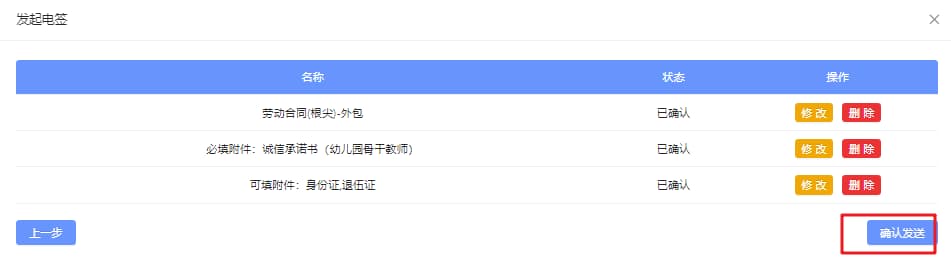 发起电签
名称 状态 操作
劳动合同(根尖)-外包 已确认 修改 删除
必填附件：诚信承诺书（幼儿园骨干教师） 已确认 修改 删除
可填附件：身份证,退伍证 已确认 修改 删除
上一步 确认发送